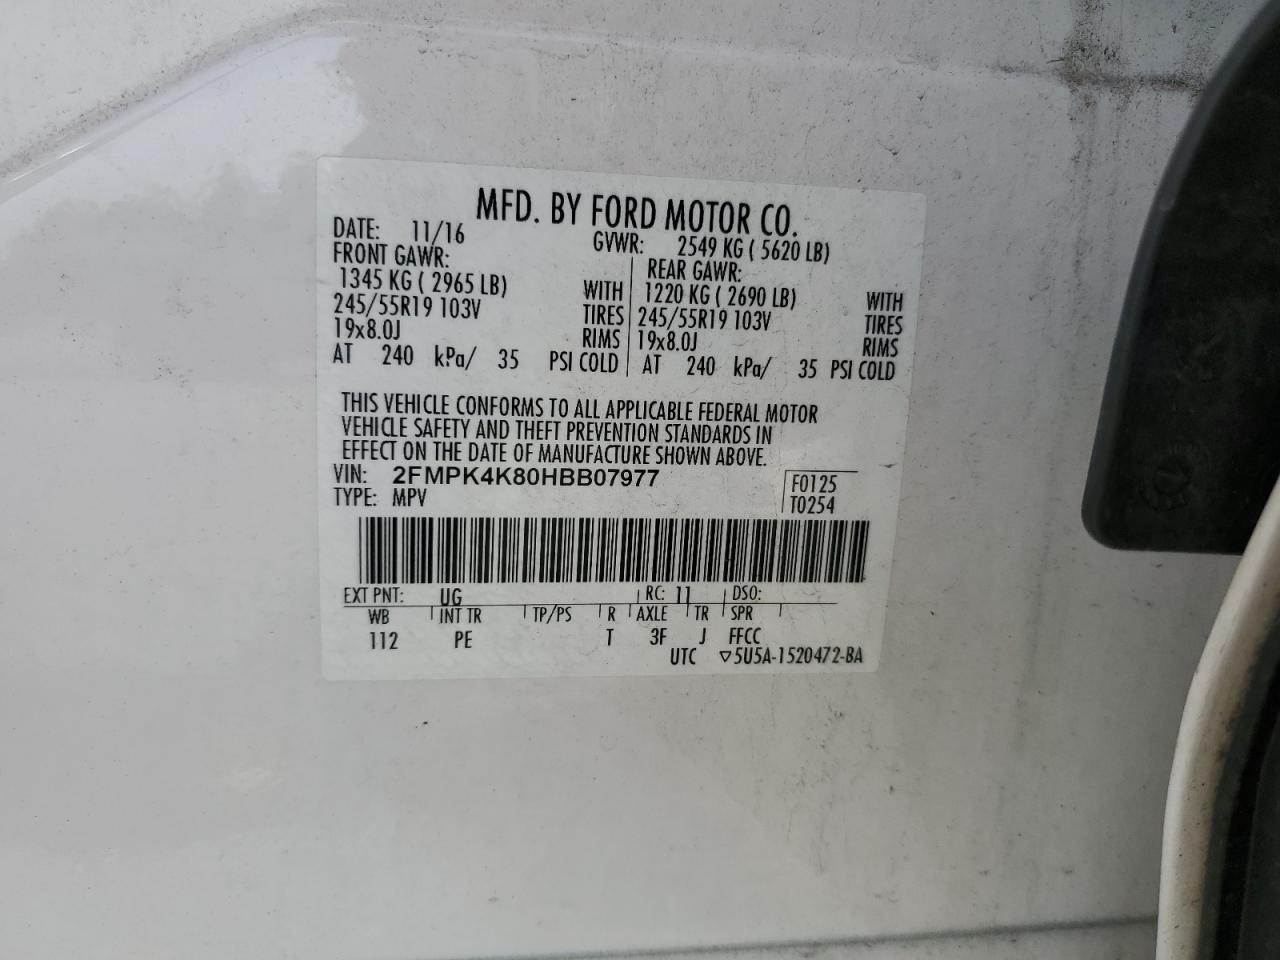 MFD. BY FORD MOTOR CO.
DATE: 11/16 GVWR: 2549 KG ( 5620 LB)
FRONT GAWR: REAR GAWR:
1345 KG ( 2965 LB) WITH 1220 KG ( 2690 LB) WITH
245/55R19 103V TIRES 245/55R19 103V TIRES
19x8.0J RIMS 19x8.0J RIMS
AT 240 kPa/ 35 PSI COLD AT 240 kPa/ 35 PSI COLD
THIS VEHICLE CONFORMS TO ALL APPLICABLE FEDERAL MOTOR
VEHICLE SAFETY AND THEFT PREVENTION STANDARDS IN
EFFECT ON THE DATE OF MANUFACTURE SHOWN ABOVE.
VIN: 2FMPK4K80HBB07977 F0125
TYPE: MPV T0254
EXT PNT: UG RC: 11 DSO:
WB INT TR TP/PS R AXLE TR SPR
112 PE T 3F J FFCC
UTC ▽5U5A-1520472-BA